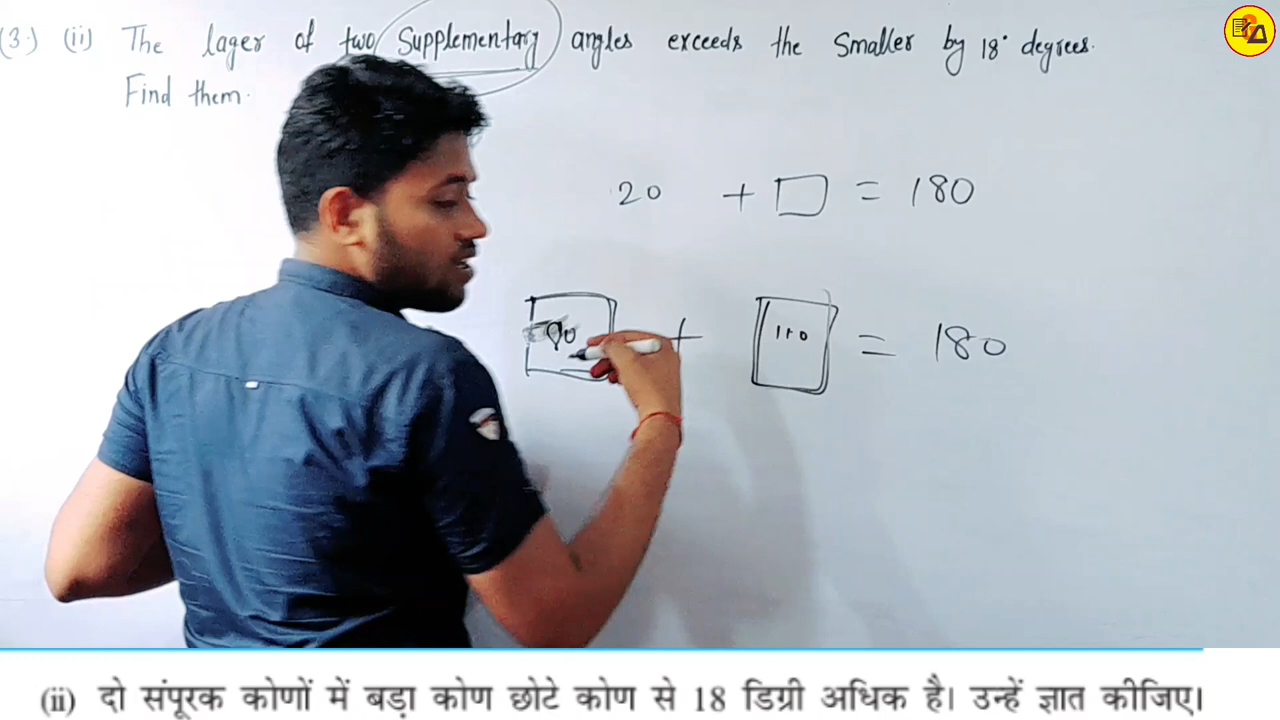 (3.) (ii) The lager of two Supplementary angles exceeds the Smaller by 18° degrees.
Find them.
20 + □ = 180
+ = 180
(ii) दो संपूरक कोणों में बड़ा कोण छोटे कोण से 18 डिग्री अधिक है। उन्हें ज्ञात कीजिए।